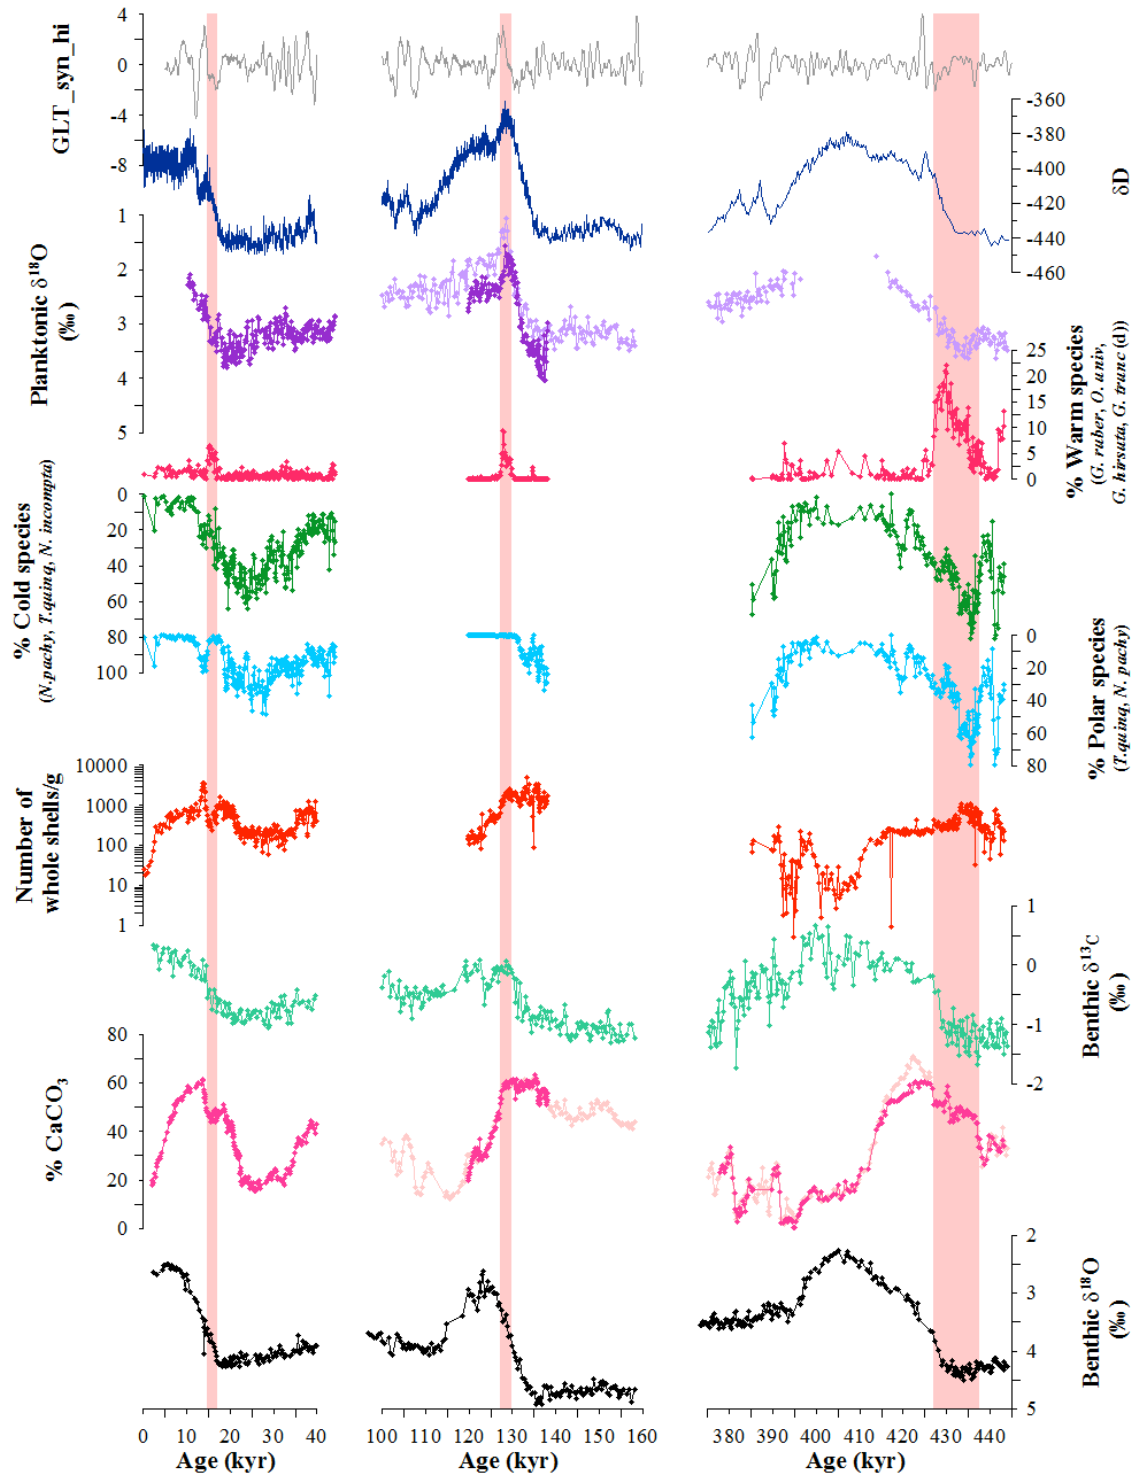 GLT_syn_hi
4
0
-4
-8
-360
-380
-400
-420
-440
-460
δD
Planktonic δ18O
(‰)
1
2
3
4
5
25
20
15
10
5
0
% Warm species
(G. ruber, O. univ,
G. hirsuta, G. trunc (d))
% Cold species
(N.pachy, T.quinq, N. incompta)
0
20
40
60
80
100
0
20
40
60
80
% Polar species
(T.quinq, N. pachy)
Number of
whole shells/g
10000
1000
100
10
1
1
0
-1
-2
Benthic δ13C
(‰)
% CaCO3
80
60
40
20
0
2
3
4
5
Benthic δ18O
(‰)
0 10 20 30 40
100 110 120 130 140 150 160
380 390 400 410 420 430 440
Age (kyr)
Age (kyr)
Age (kyr)